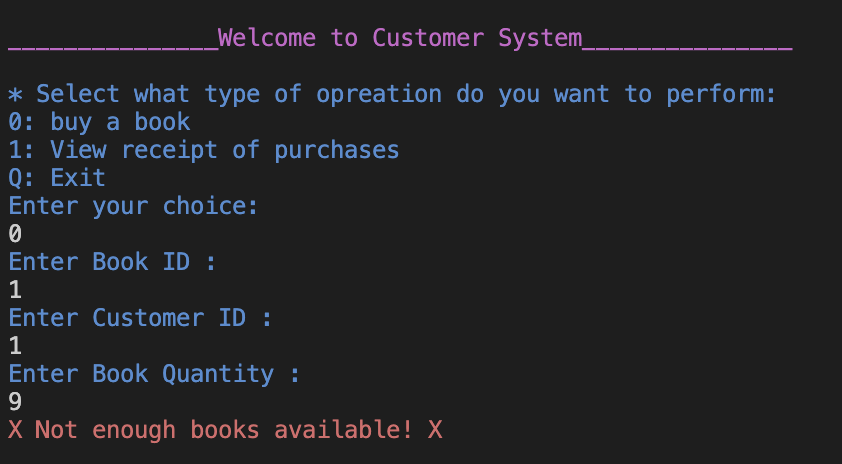 _______________Welcome to Customer System_______________
* Select what type of opreation do you want to perform:
0: buy a book
1: View receipt of purchases
Q: Exit
Enter your choice:
0
Enter Book ID :
1
Enter Customer ID :
1
Enter Book Quantity :
9
X Not enough books available! X